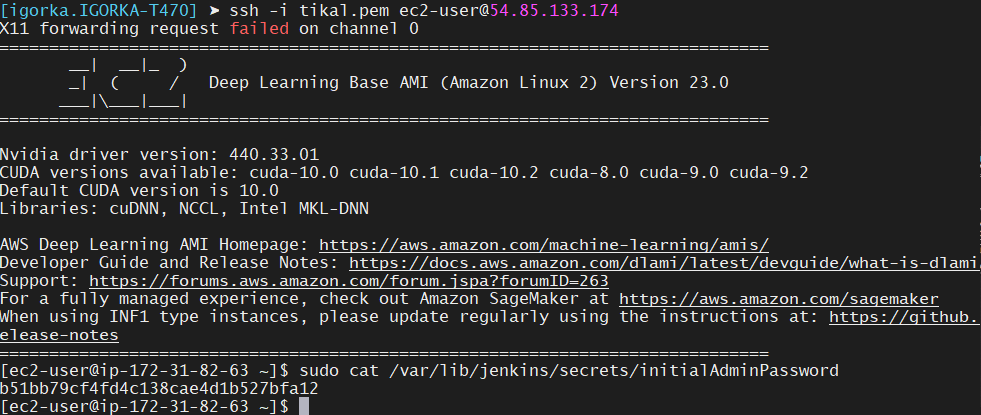 [igorka.IGORKA-T470] ➤ ssh -i tikal.pem ec2-user@54.85.133.174
X11 forwarding request failed on channel 0
=============================================================================
       __|  __|_  )
       _|  (     /   Deep Learning Base AMI (Amazon Linux 2) Version 23.0
      ___|\___|___|
=============================================================================
Nvidia driver version: 440.33.01
CUDA versions available: cuda-10.0 cuda-10.1 cuda-10.2 cuda-8.0 cuda-9.0 cuda-9.2
Default CUDA version is 10.0
Libraries: cuDNN, NCCL, Intel MKL-DNN
AWS Deep Learning AMI Homepage: https://aws.amazon.com/machine-learning/amis/
Developer Guide and Release Notes: https://docs.aws.amazon.com/dlami/latest/devguide/what-is-dlami
Support: https://forums.aws.amazon.com/forum.jspa?forumID=263
For a fully managed experience, check out Amazon SageMaker at https://aws.amazon.com/sagemaker
When using INF1 type instances, please update regularly using the instructions at: https://github.
elease-notes
=============================================================================
[ec2-user@ip-172-31-82-63 ~]$ sudo cat /var/lib/jenkins/secrets/initialAdminPassword
b51bb79cf4fd4c138cae4d1b527bfa12
[ec2-user@ip-172-31-82-63 ~]$